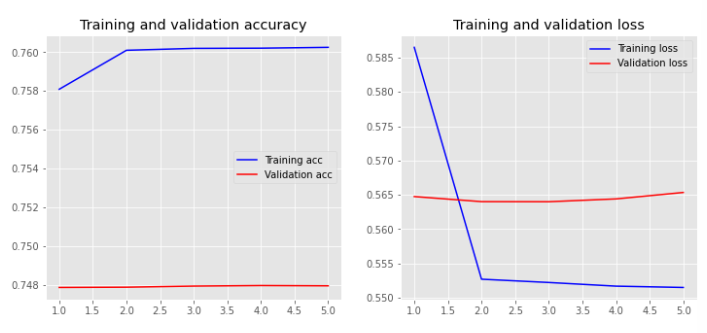 Training and validation accuracy
0.760
0.758
0.756
0.754
0.752
0.750
0.748
Training acc
Validation acc
1.0 1.5 2.0 2.5 3.0 3.5 4.0 4.5 5.0
Training and validation loss
0.585
0.580
0.575
0.570
0.565
0.560
0.555
0.550
Training loss
Validation loss
1.0 1.5 2.0 2.5 3.0 3.5 4.0 4.5 5.0